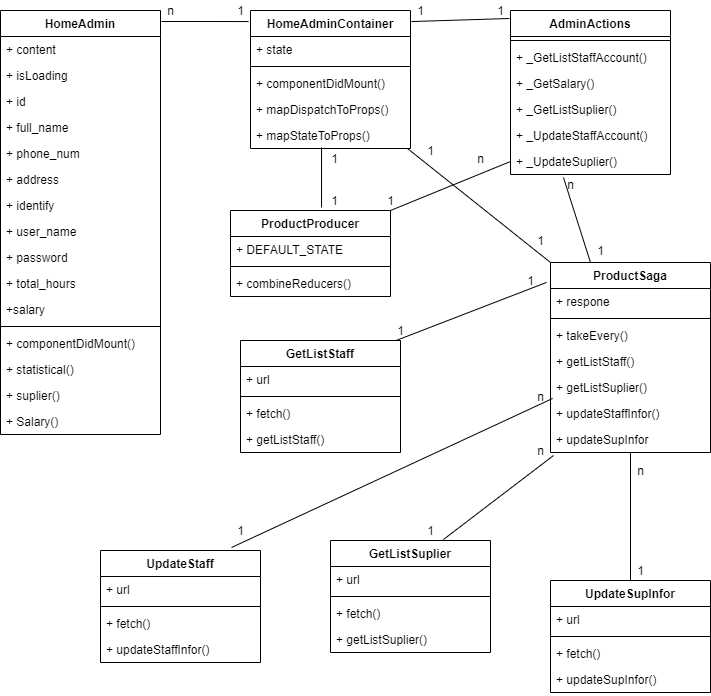 HomeAdmin
+ content
+ isLoading
+ id
+ full_name
+ phone_num
+ address
+ identify
+ user_name
+ password
+ total_hours
+salary
+ componentDidMount()
+ statistical()
+ suplier()
+ Salary()
n
1
HomeAdminContainer
+ state
+ componentDidMount()
+ mapDispatchToProps()
+ mapStateToProps()
1
1
AdminActions
+ _GetListStaffAccount()
+ _GetSalary()
+ _GetListSuplier()
+ _UpdateStaffAccount()
+ _UpdateSuplier()
1
1
1
n
1
n
1
1
ProductProducer
+ DEFAULT_STATE
+ combineReducers()
ProductSaga
+ respone
+ takeEvery()
+ getListStaff()
+ getListSuplier()
+ updateStaffInfor()
+ updateSupInfor
1
1
GetListStaff
+ url
+ fetch()
+ getListStaff()
n
1
n
1
n
1
UpdateStaff
+ url
+ fetch()
+ updateStaffInfor()
GetListSuplier
+ url
+ fetch()
+ getListSuplier()
UpdateSupInfor
+ url
+ fetch()
+ updateSupInfor()